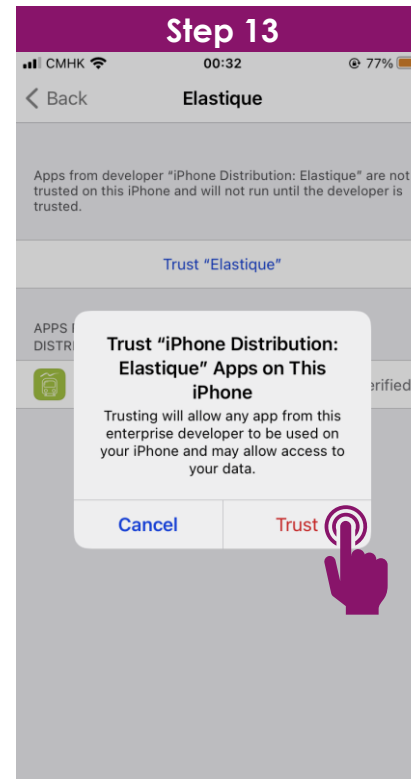 Step 13
CMHK
00:32
77%
Back
Elastique
Apps from developer “iPhone Distribution: Elastique” are not
trusted on this iPhone and will not run until the developer is
trusted.
Trust “Elastique”
APPS
DISTR
Trust “iPhone Distribution:
Elastique” Apps on This
iPhone
Trusting will allow any app from this
enterprise developer to be used on
your iPhone and may allow access to
your data.
erified
Cancel
Trust